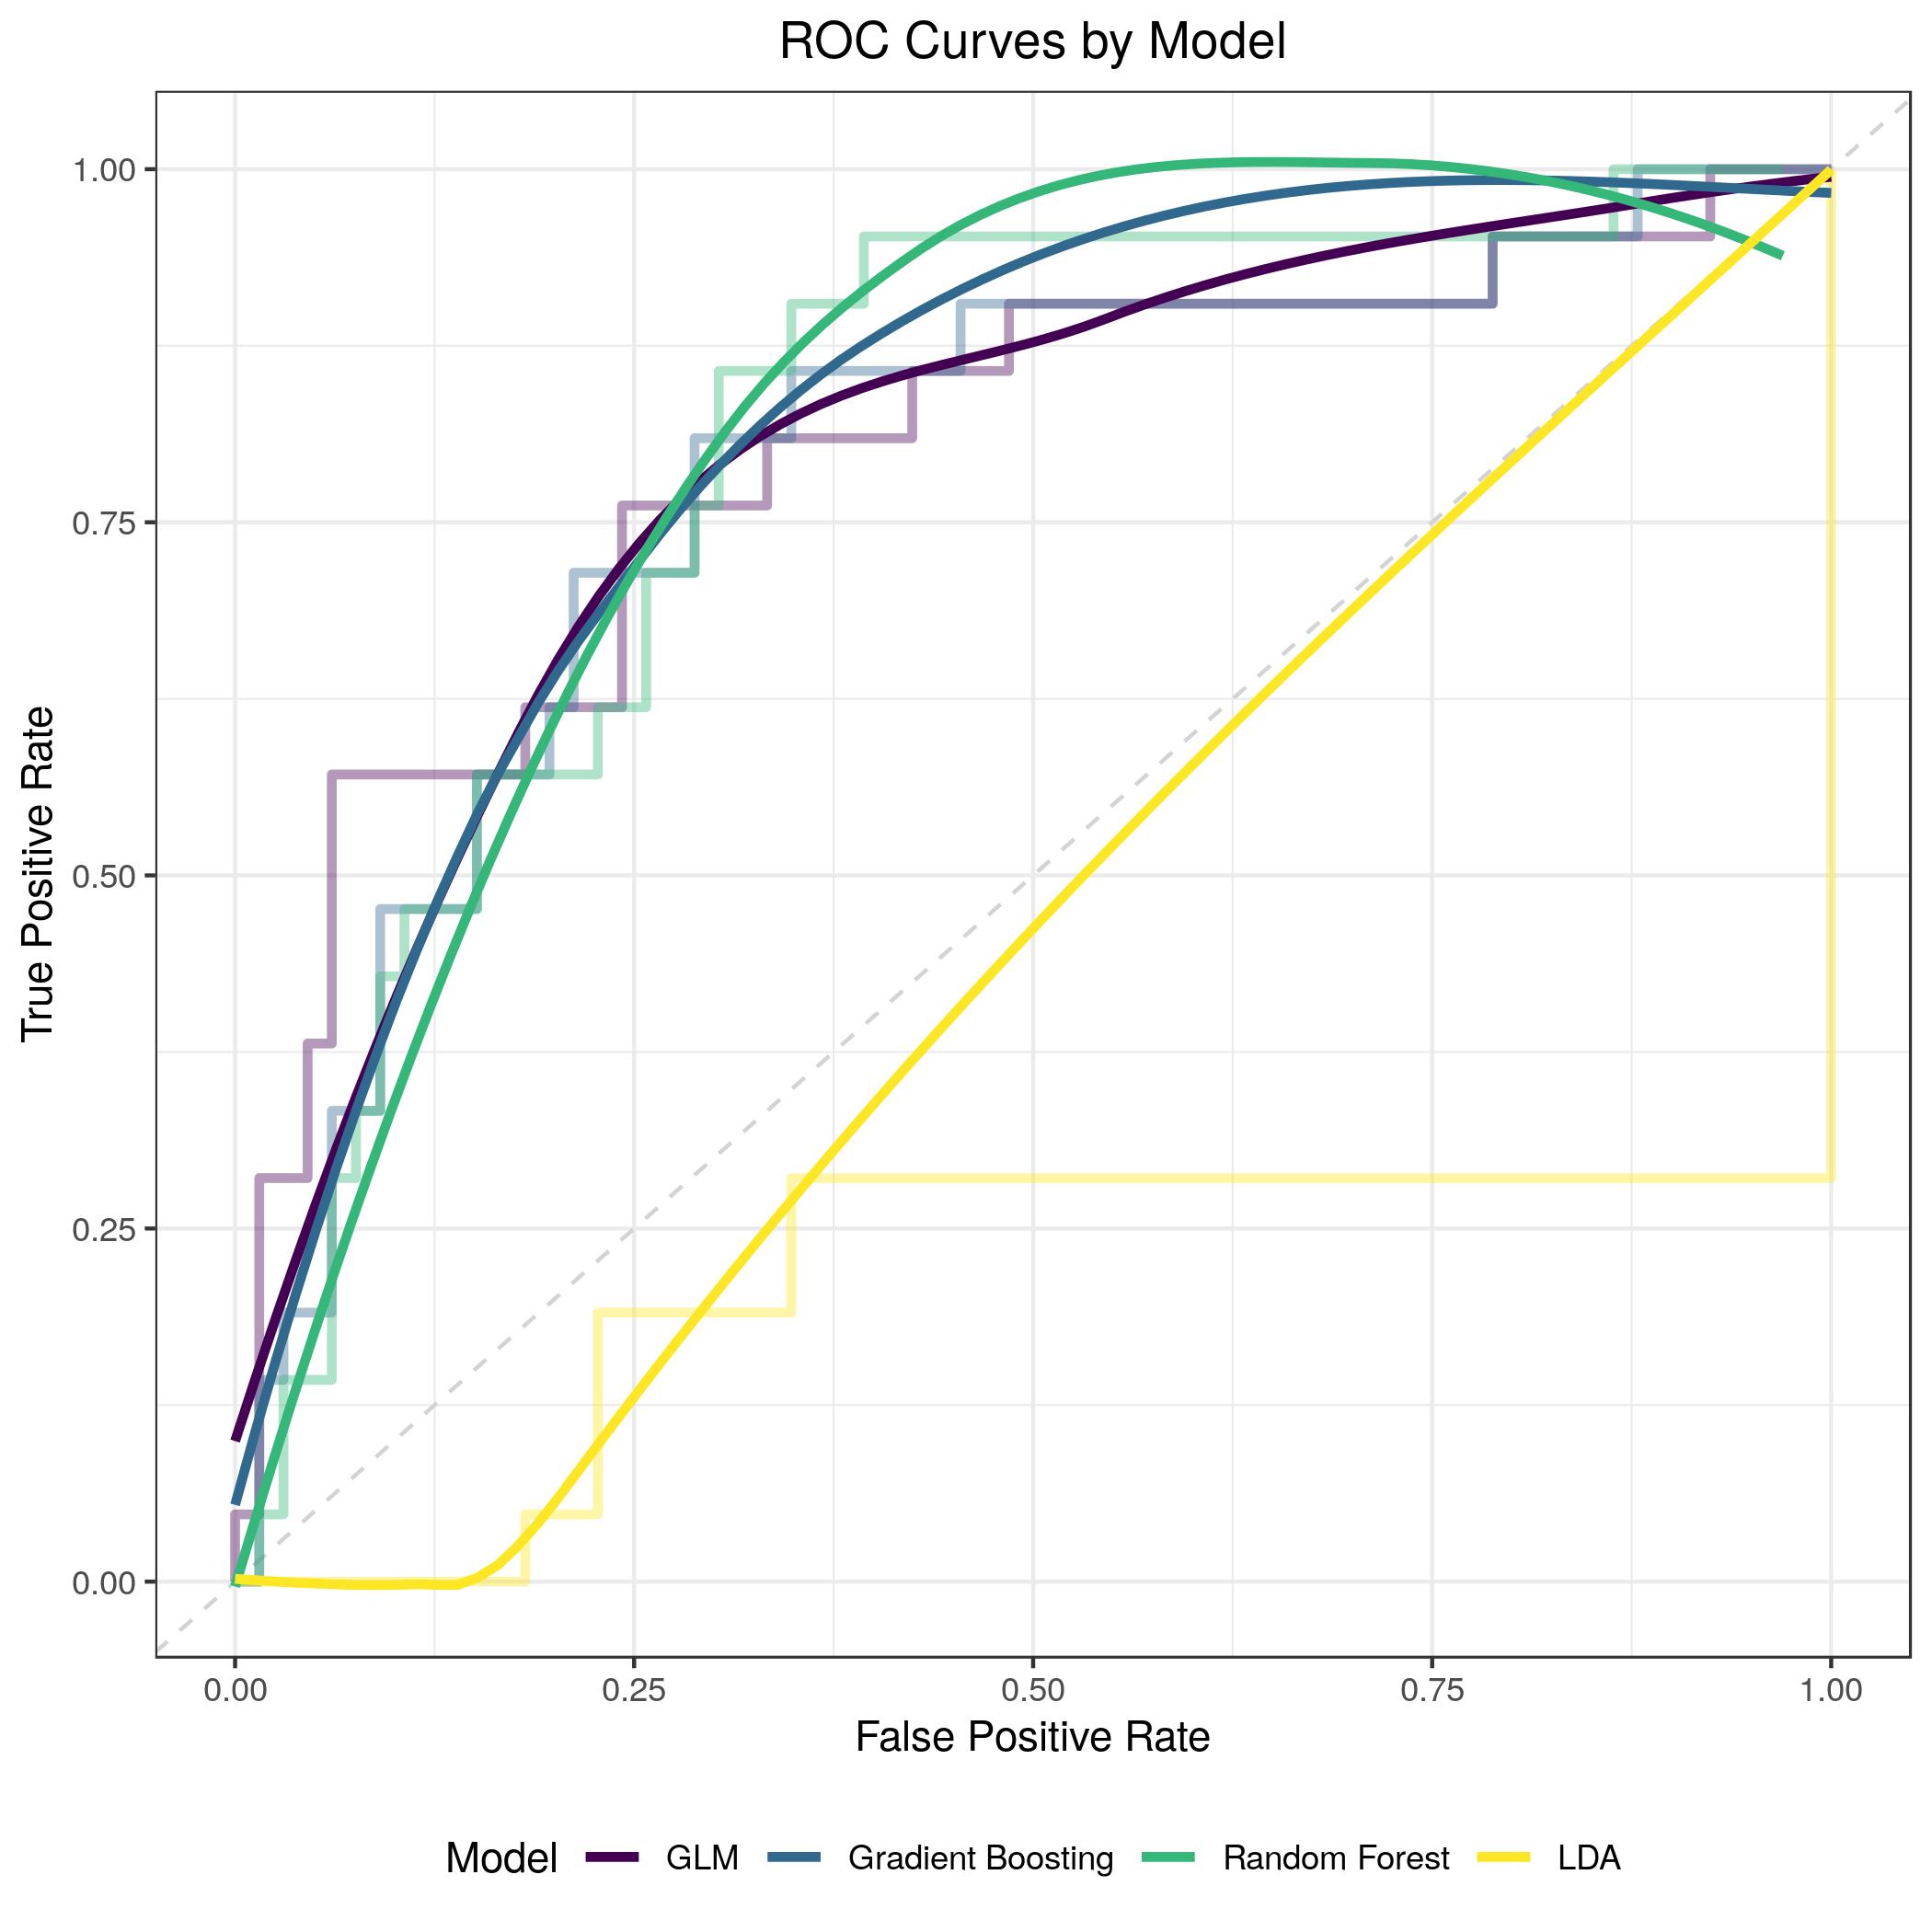 ROC Curves by Model
True Positive Rate
1.00
0.75
0.50
0.25
0.00
0.00 0.25 0.50 0.75 1.00
False Positive Rate
Model GLM Gradient Boosting Random Forest LDA